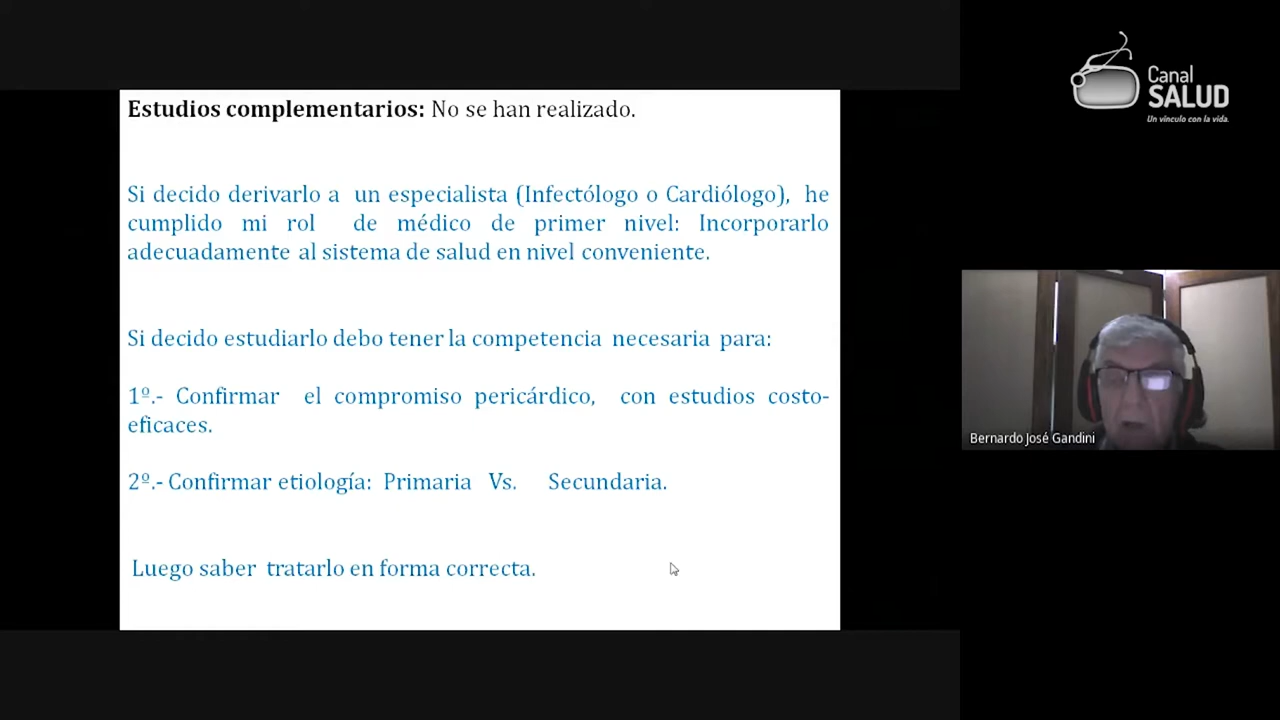 Estudios complementarios: No se han realizado.
Si decido derivarlo a un especialista (Infectólogo o Cardiólogo), he
cumplido mi rol de médico de primer nivel: Incorporarlo
adecuadamente al sistema de salud en nivel conveniente.
Si decido estudiarlo debo tener la competencia necesaria para:
1º.- Confirmar el compromiso pericárdico, con estudios costo-
eficaces.
2º.- Confirmar etiología: Primaria Vs. Secundaria.
Luego saber tratarlo en forma correcta.
Canal
SALUD
Un vínculo con la vida.
Bernardo José Gandini